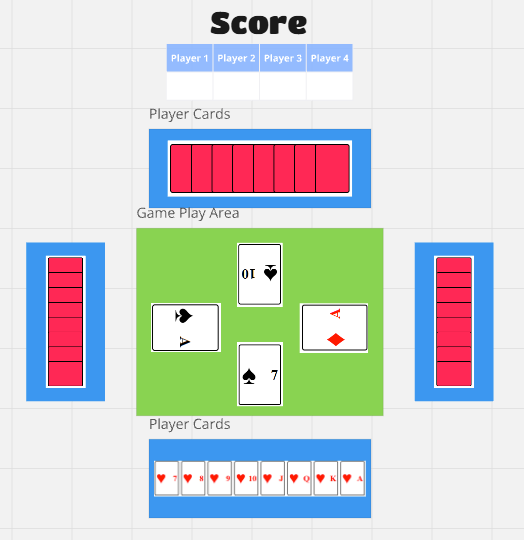 Score
Player 1 Player 2 Player 3 Player 4
Player Cards
Game Play Area
10
A
A
7
Player Cards
7 8 9 10 J Q K A